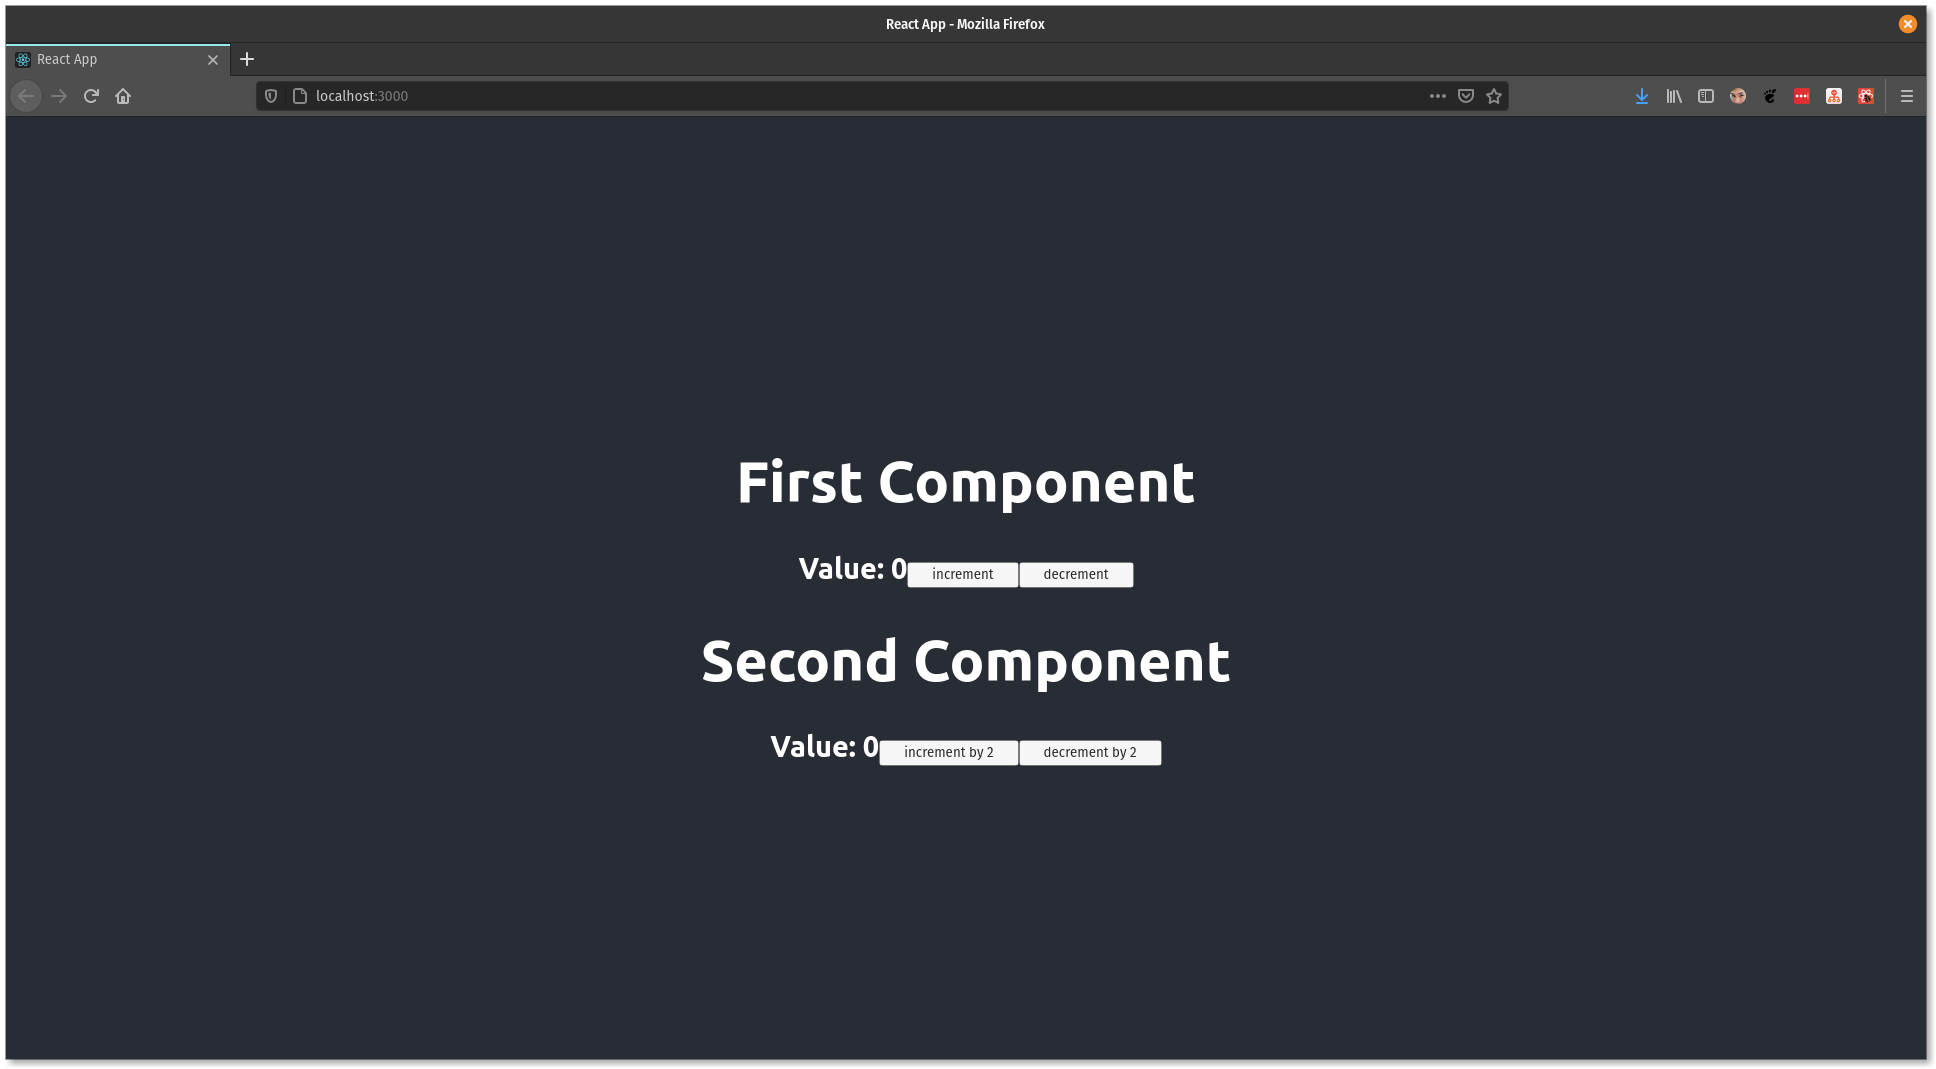 React App - Mozilla Firefox
React App
localhost:3000
First Component
Value: 0 increment decrement
Second Component
Value: 0 increment by 2 decrement by 2